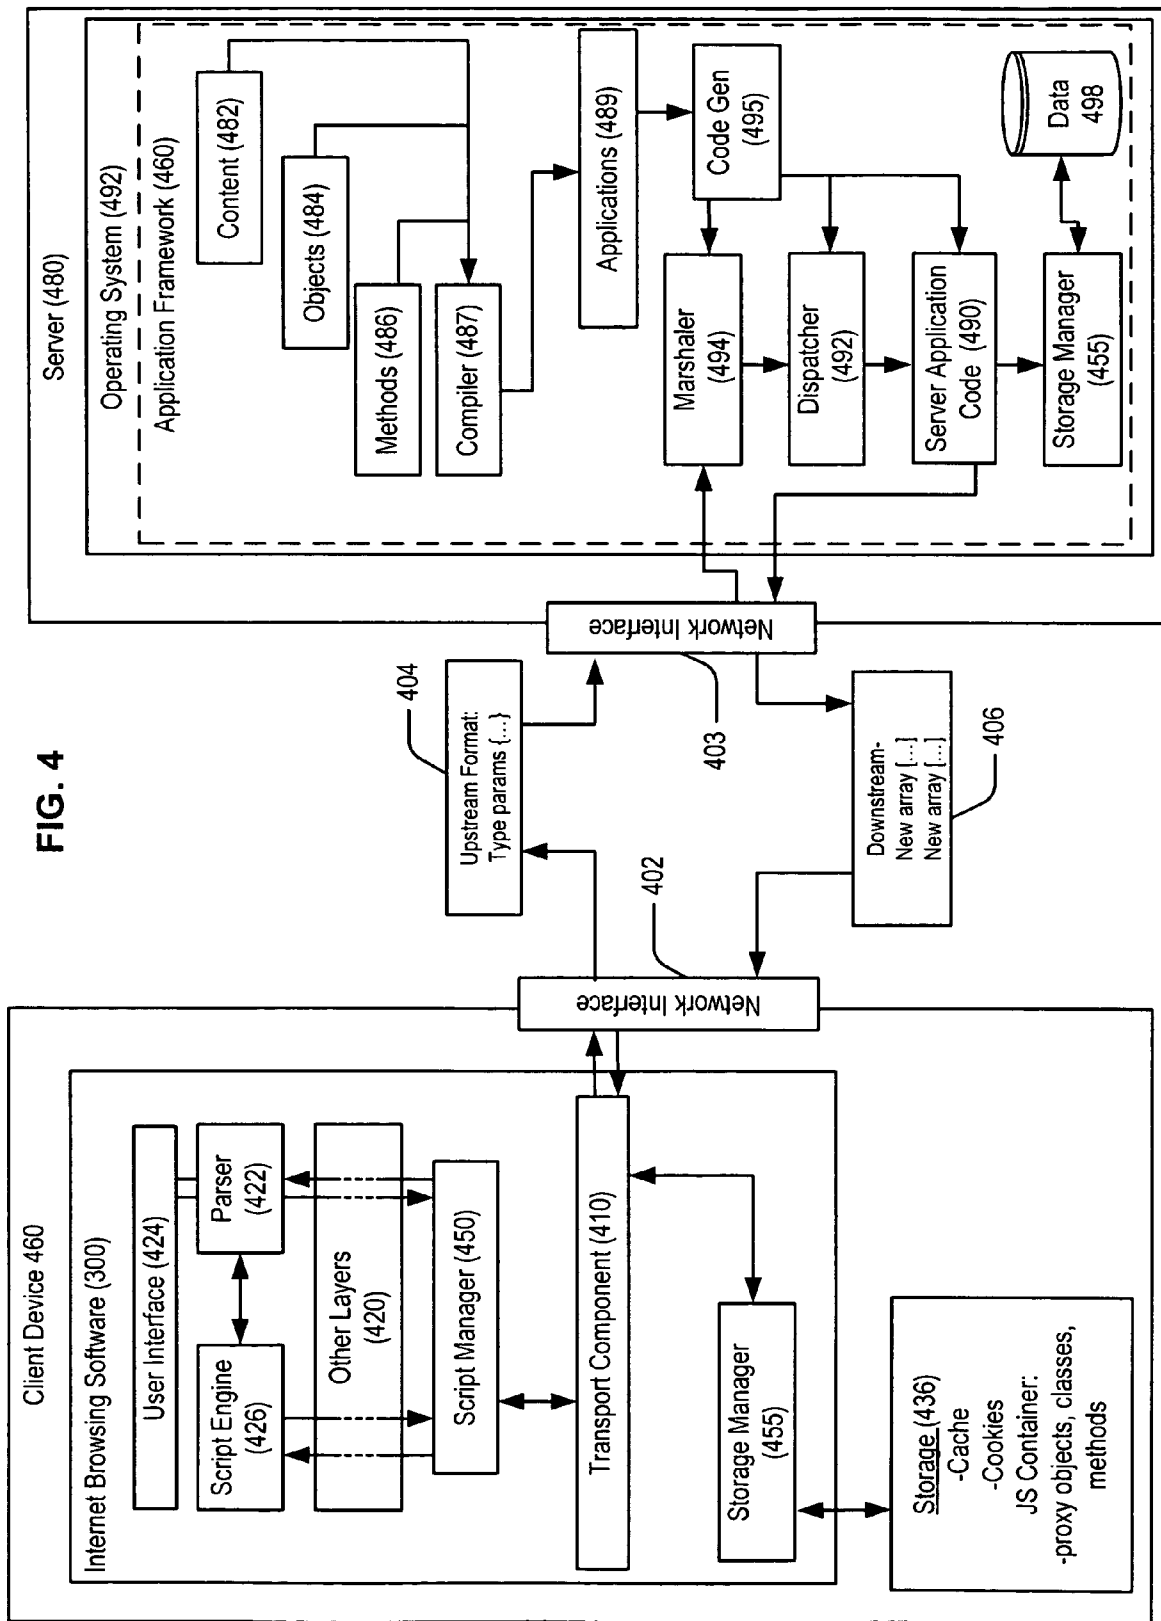 FIG. 4
Client Device 460
Internet Browsing Software (300)
User Interface (424)
Script Engine
(426)
Parser
(422)
Other Layers
(420)
Script Manager (450)
Transport Component (410)
Storage Manager
(455)
Storage (436)
-Cache
-Cookies
JS Container:
-proxy objects, classes,
methods
Network Interface
402
404
Upstream Format:
Type params {...}
403
Downstream-
New array [...]
New array [...]
406
Network Interface
Server (480)
Operating System (492)
Application Framework (460)
Content (482)
Objects (484)
Methods (486)
Compiler (487)
Applications (489)
Code Gen
(495)
Marshaler
(494)
Dispatcher
(492)
Server Application
Code (490)
Storage Manager
(455)
Data
498